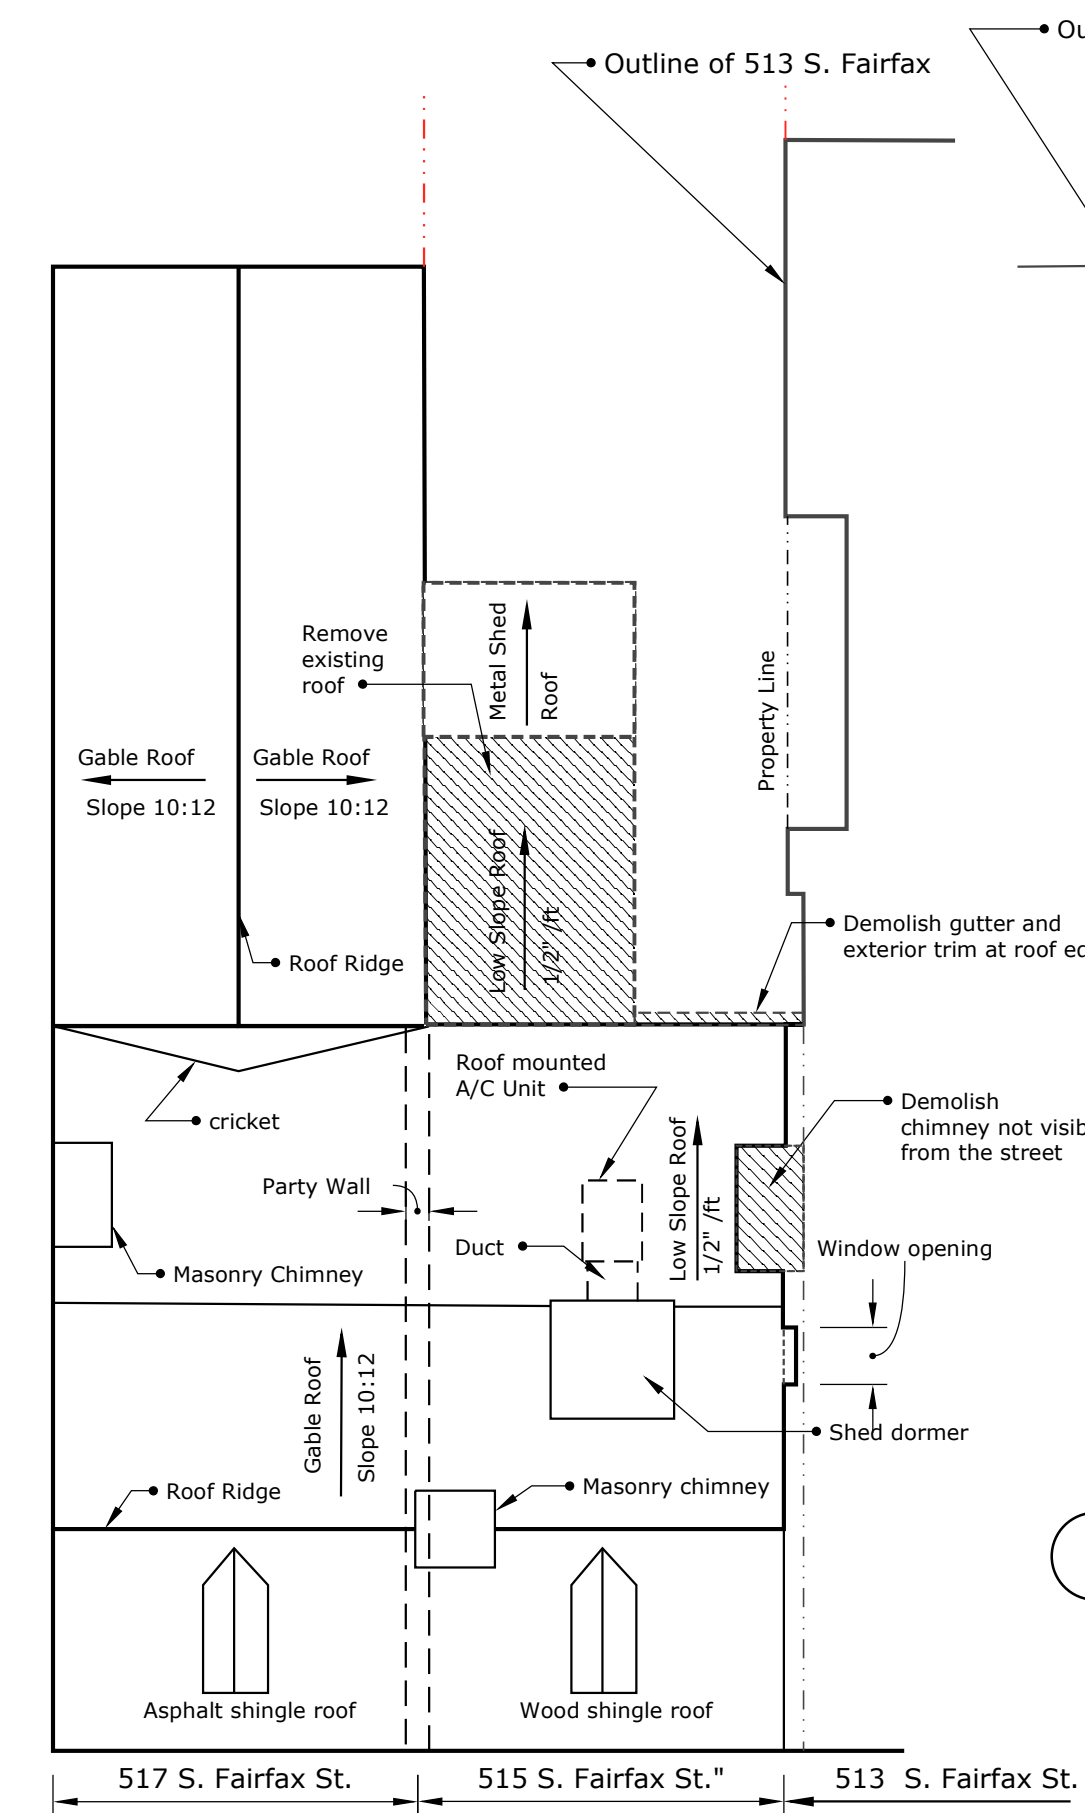 Ou
Outline of 513 S. Fairfax
Remove
existing
roof
Metal Shed
Roof
Property Line
Gable Roof
Slope 10:12
Gable Roof
Slope 10:12
Low Slope Roof
1/2" /ft
Demolish gutter and
exterior trim at roof ed
Roof Ridge
Roof mounted
A/C Unit
cricket
Demolish
chimney not visib
from the street
Low Slope Roof
1/2" /ft
Party Wall
Duct
Window opening
Masonry Chimney
Gable Roof
Slope 10:12
Shed dormer
Roof Ridge
Masonry chimney
Asphalt shingle roof
Wood shingle roof
517 S. Fairfax St.
515 S. Fairfax St."
513 S. Fairfax St.